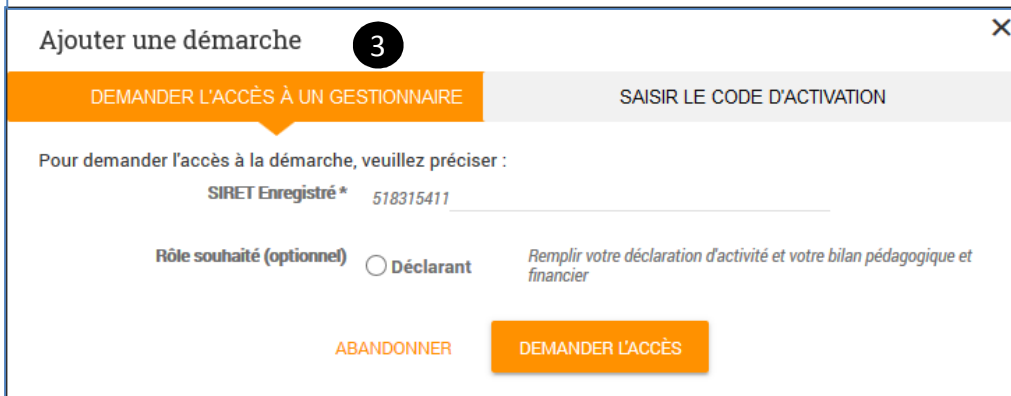 Ajouter une démarche
3
×
DEMANDER L'ACCÈS À UN GESTIONNAIRE
SAISIR LE CODE D'ACTIVATION
Pour demander l'accès à la démarche, veuillez préciser :
SIRET Enregistré * 518315411
Rôle souhaité (optionnel) Déclarant Remplir votre déclaration d'activité et votre bilan pédagogique et
financier
ABANDONNER
DEMANDER L'ACCÈS